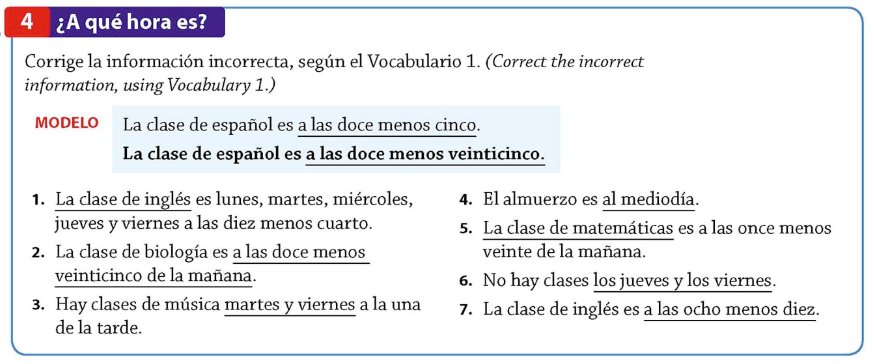 4 ¿A qué hora es?
Corrige la información incorrecta, según el Vocabulario 1. (Correct the incorrect
information, using Vocabulary 1.)
MODELO La clase de español es a las doce menos cinco.
La clase de español es a las doce menos veinticinco.
1. La clase de inglés es lunes, martes, miércoles,
jueves y viernes a las diez menos cuarto.
2. La clase de biología es a las doce menos
veinticinco de la mañana.
3. Hay clases de música martes y viernes a la una
de la tarde.
4. El almuerzo es al mediodía.
5. La clase de matemáticas es a las once menos
veinte de la mañana.
6. No hay clases los jueves y los viernes.
7. La clase de inglés es a las ocho menos diez.